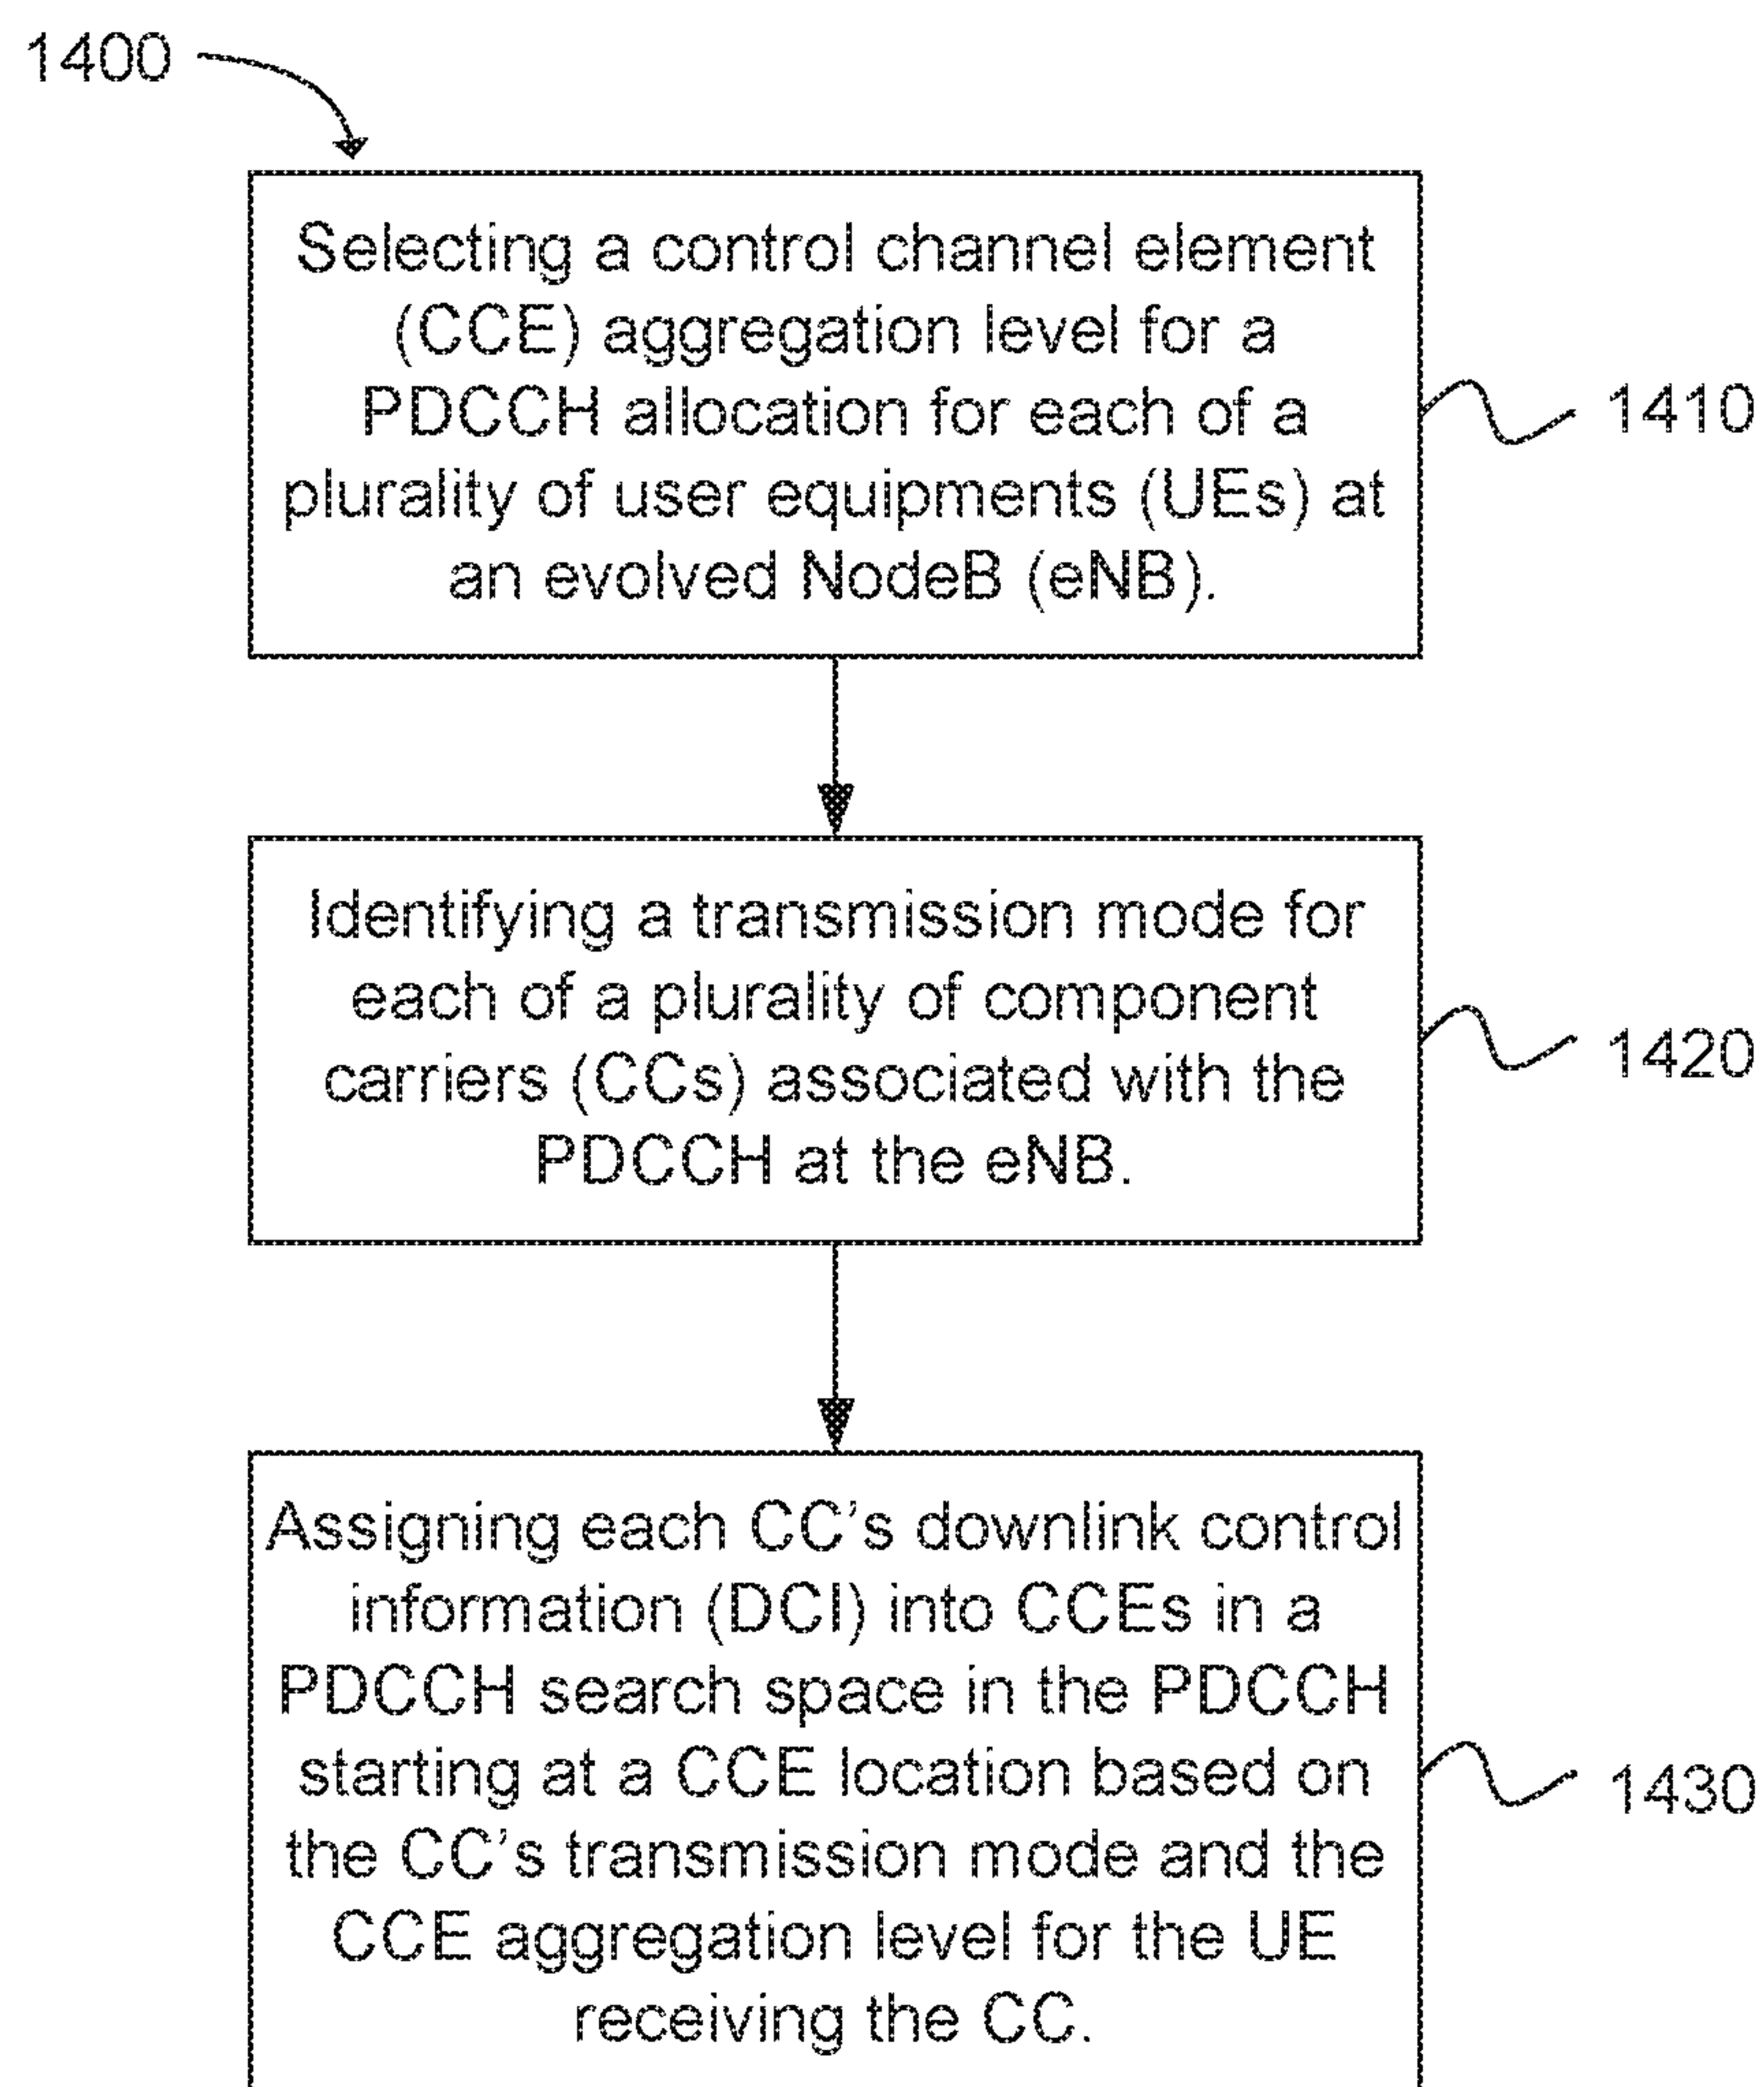 1400
Selecting a control channel element
(CCE) aggregation level for a
PDCCH allocation for each of a
plurality of user equipments (UEs) at
an evolved NodeB (eNB).
1410
Identifying a transmission mode for
each of a plurality of component
carriers (CCs) associated with the
PDCCH at the eNB.
1420
Assigning each CC's downlink control
information (DCI) into CCEs in a
PDCCH search space in the PDCCH
starting at a CCE location based on
the CC's transmission mode and the
CCE aggregation level for the UE
receiving the CC.
1430